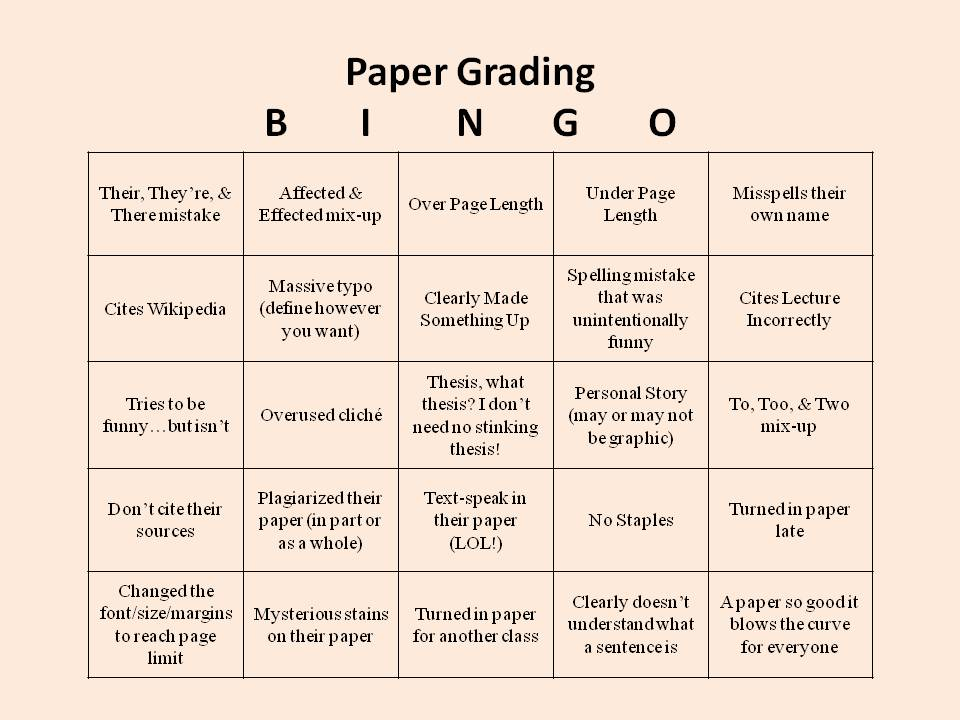 Paper Grading
B I N G O
Their, They're, &
There mistake
Affected &
Effected mix-up
Over Page Length
Under Page
Length
Misspells their
own name
Cites Wikipedia
Massive typo
(define however
you want)
Clearly Made
Something Up
Spelling mistake
that was
unintentionally
funny
Cites Lecture
Incorrectly
Tries to be
funny…but isn't
Overused cliché
Thesis, what
thesis? I don't
need no stinking
thesis!
Personal Story
(may or may not
be graphic)
To, Too, & Two
mix-up
Don't cite their
sources
Plagiarized their
paper (in part or
as a whole)
Text-speak in
their paper
(LOL!)
No Staples
Turned in paper
late
Changed the
font/size/margins
to reach page
limit
Mysterious stains
on their paper
Turned in paper
for another class
Clearly doesn't
understand what
a sentence is
A paper so good it
blows the curve
for everyone